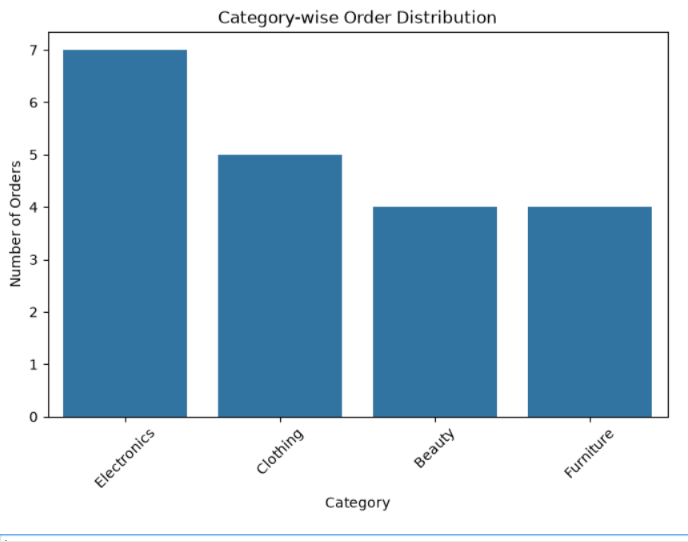 Category-wise Order Distribution
Number of Orders
7
6
5
4
3
2
1
0
Electronics
Clothing
Beauty
Furniture
Category